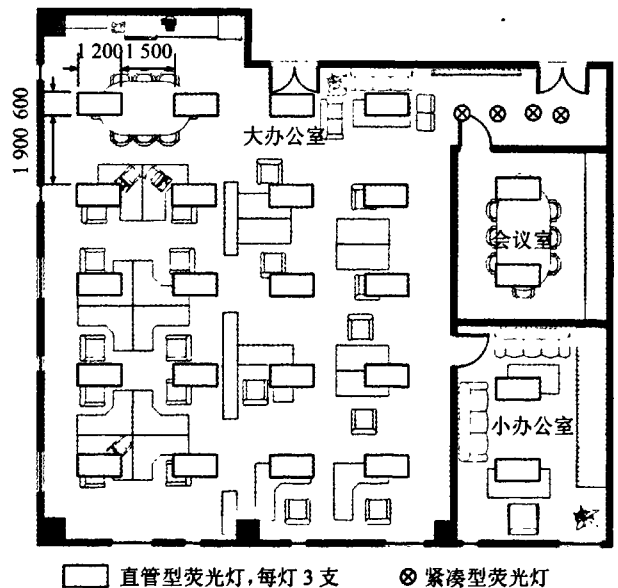 1 200
1 500
600
1 900
大办公室
会议室
小办公室
直管型荧光灯,每灯 3 支
紧凑型荧光灯